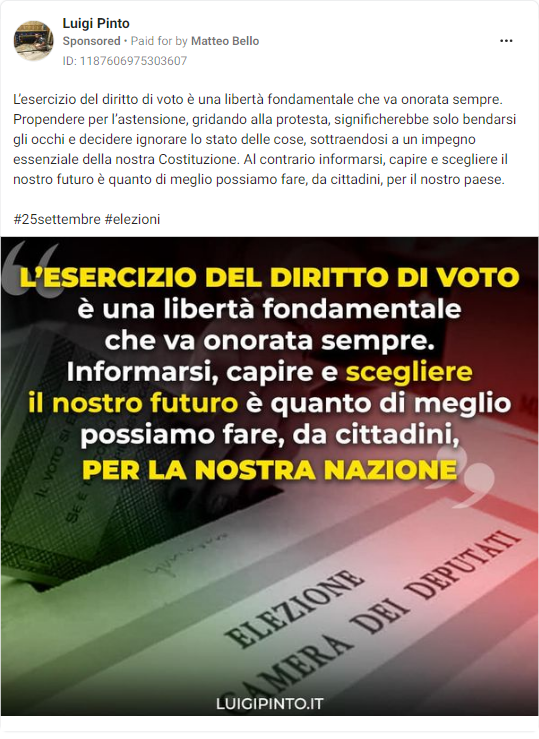 Luigi Pinto
Sponsored • Paid for by Matteo Bello
ID: 1187606975303607
L'esercizio del diritto di voto è una libertà fondamentale che va onorata sempre.
Propendere per l'astensione, gridando alla protesta, significherebbe solo bendarsi
gli occhi e decidere ignorare lo stato delle cose, sottraendosi a un impegno
essenziale della nostra Costituzione. Al contrario informarsi, capire e scegliere il
nostro futuro è quanto di meglio possiamo fare, da cittadini, per il nostro paese.
#25settembre #elezioni
“L'ESERCIZIO DEL DIRITTO DI VOTO
è una libertà fondamentale
che va onorata sempre.
Informarsi, capire e scegliere
il nostro futuro è quanto di meglio
possiamo fare, da cittadini,
PER LA NOSTRA NAZIONE”
IL VOTO SI E
SE È
ELEZIONE
CAMERA DEI DEPUTATI
LUIGIPINTO.IT